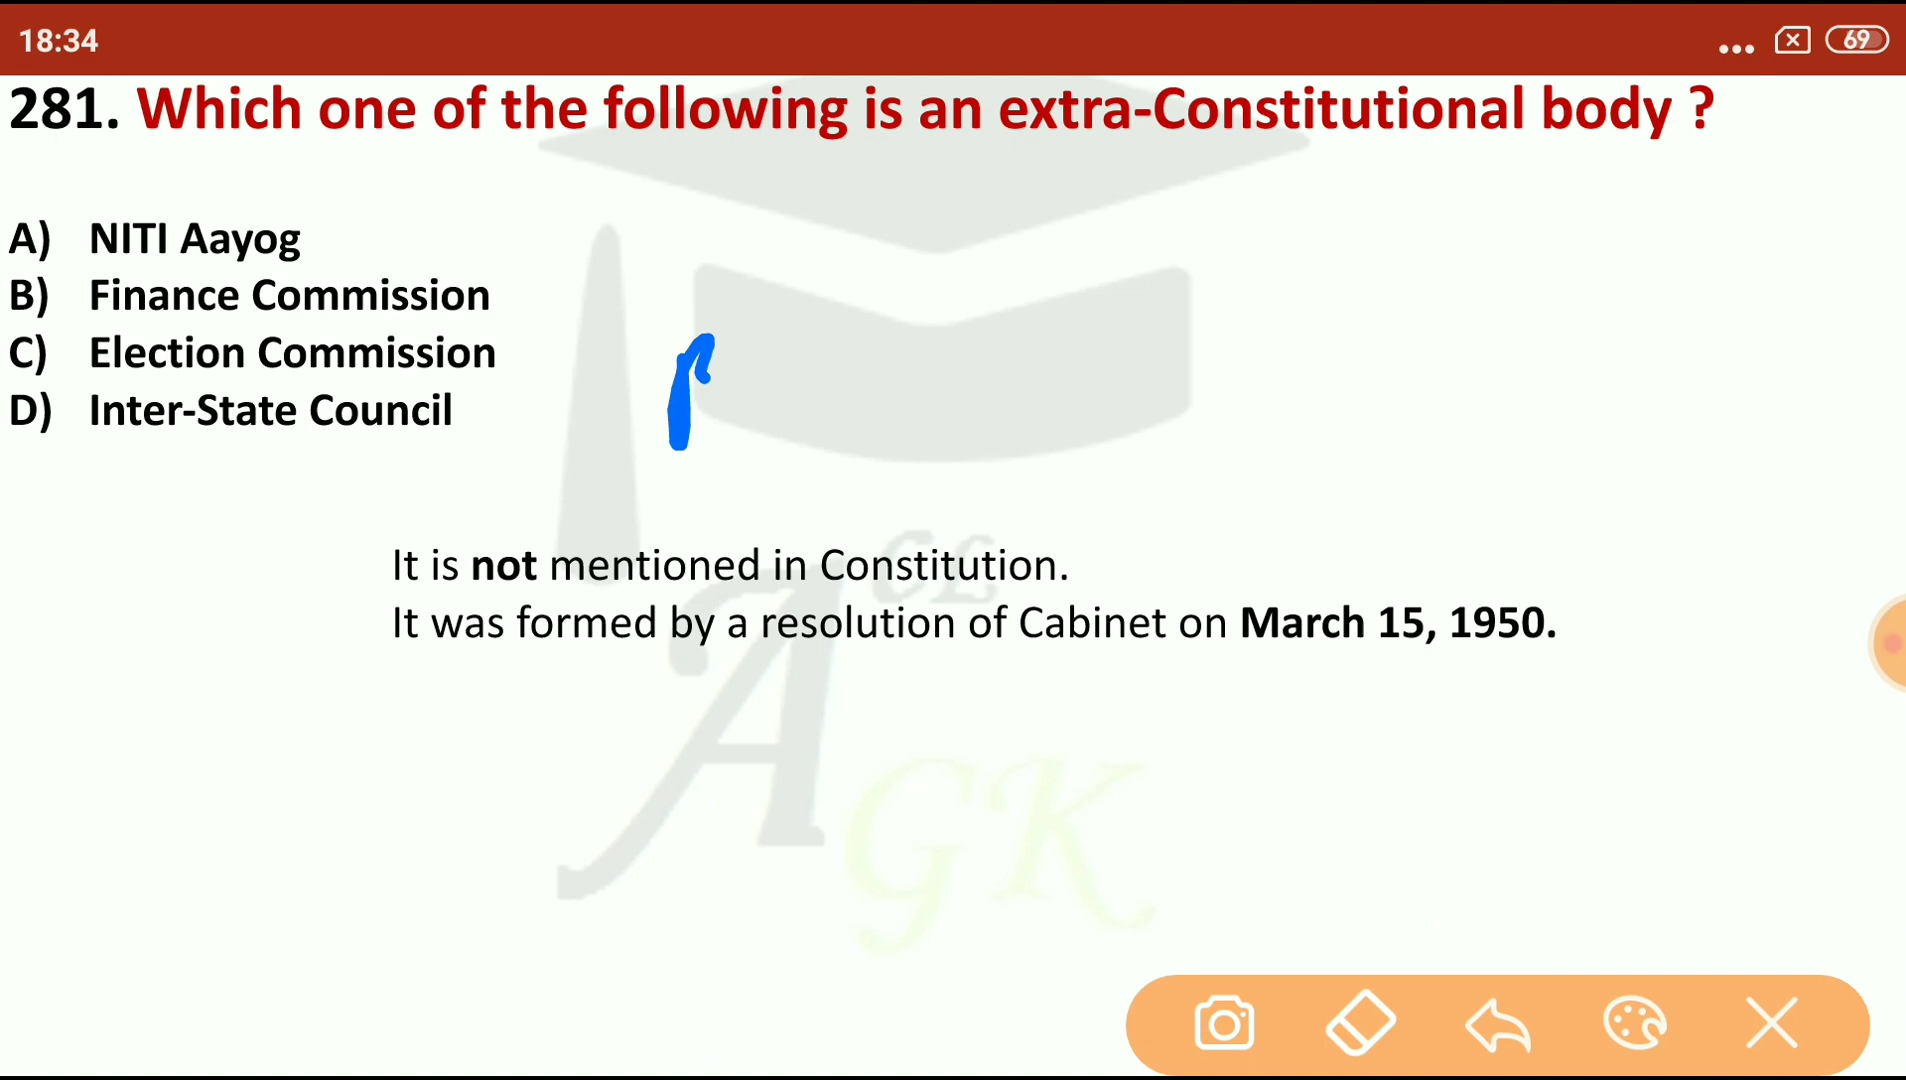 18:34
69
281. Which one of the following is an extra-Constitutional body ?
A) NITI Aayog
B) Finance Commission
C) Election Commission
D) Inter-State Council
It is not mentioned in Constitution.
It was formed by a resolution of Cabinet on March 15, 1950.
GK